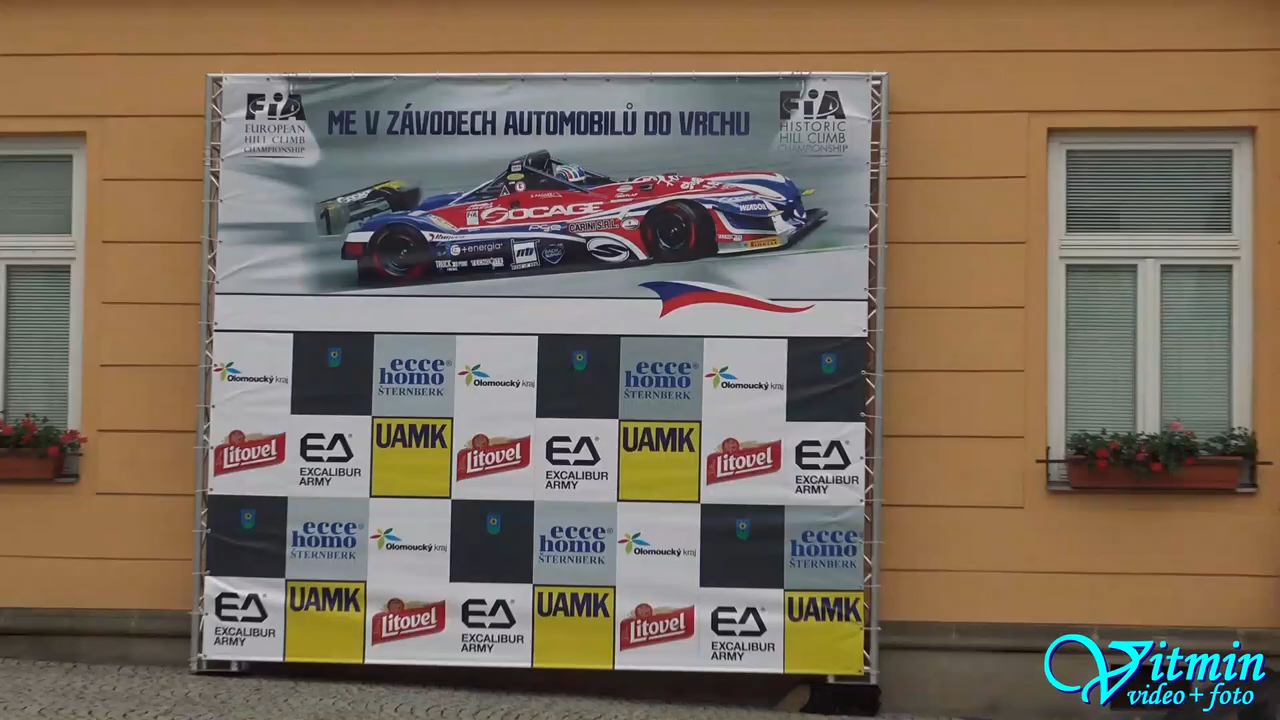 FIA
EUROPEAN
HILL CLIMB
CHAMPIONSHIP
ME V ZÁVODECH AUTOMOBILŮ DO VRCHU
FIA
HISTORIC
HILL CLIMB
CHAMPIONSHIP
SOCAGE
CARINI S.R.L.
+energia
PIRELLI
Olomoucký kraj
ecce
homo®
ŠTERNBERK
Olomoucký kraj
ecce
homo®
ŠTERNBERK
Olomoucký kraj
Litovel
EA®
EXCALIBUR
ARMY
UAMK
Litovel
EA®
EXCALIBUR
ARMY
UAMK
Litovel
EA®
EXCALIBUR
ARMY
ecce
homo®
ŠTERNBERK
Olomoucký kraj
ecce
homo®
ŠTERNBERK
Olomoucký kraj
ecce
homo®
ŠTERNBERK
EA®
EXCALIBUR
ARMY
UAMK
Litovel
EA®
EXCALIBUR
ARMY
UAMK
Litovel
EA®
EXCALIBUR
ARMY
UAMK
Vitmin
video+foto